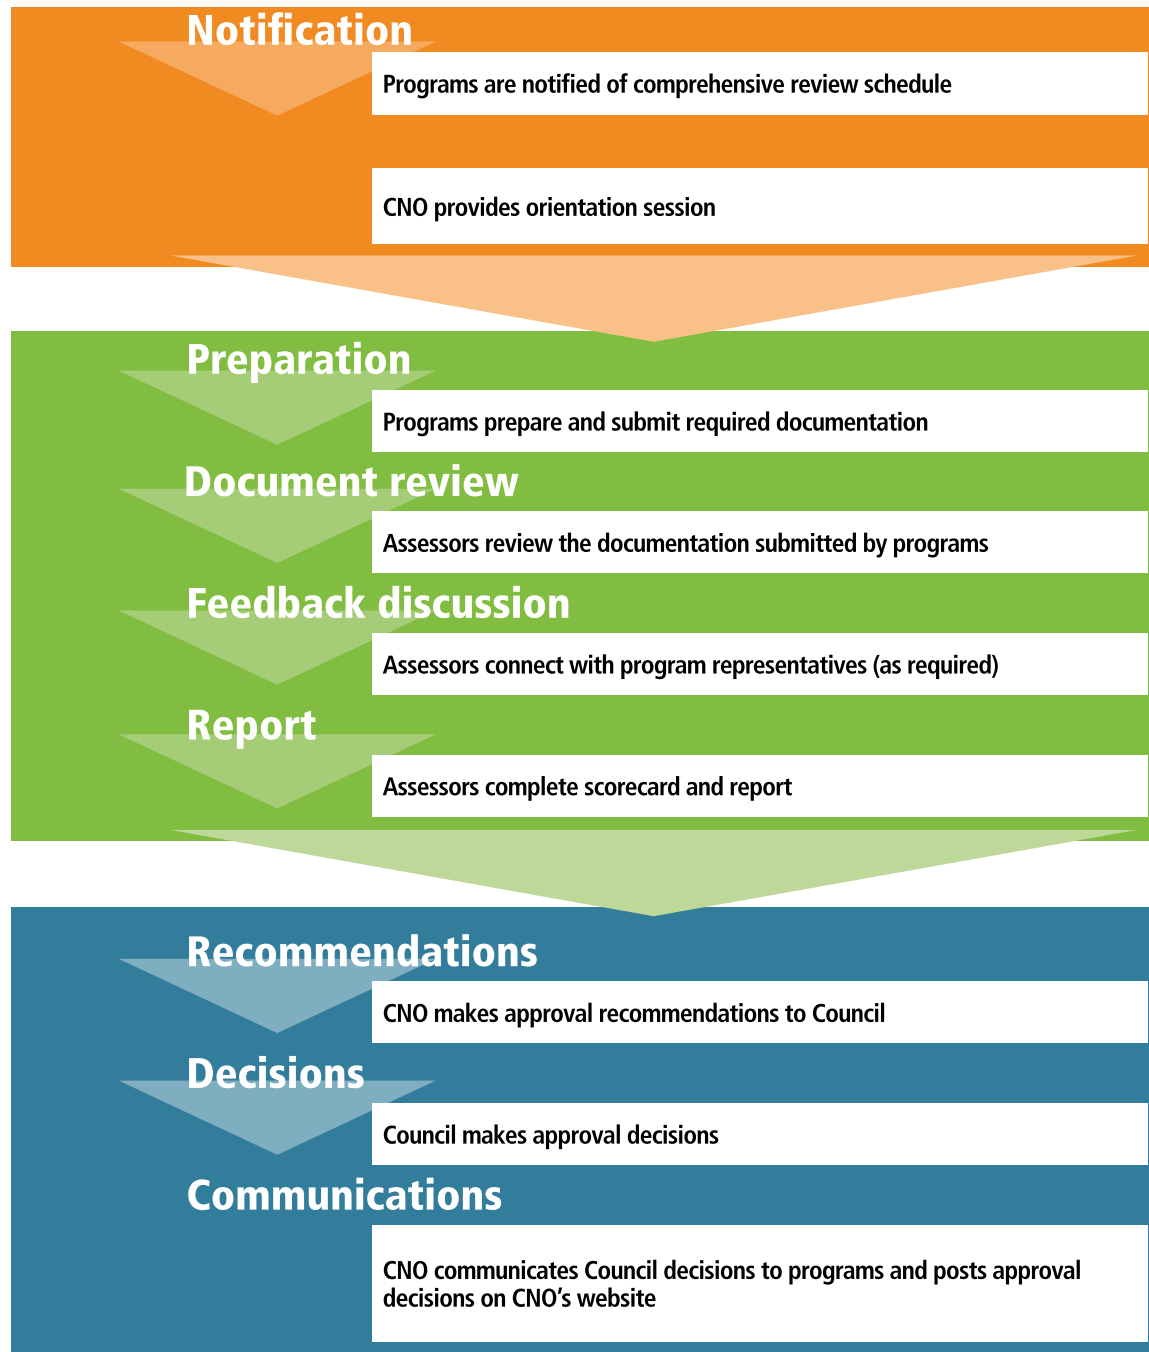 Notification
Programs are notified of comprehensive review schedule
CNO provides orientation session
Preparation
Programs prepare and submit required documentation
Document review
Assessors review the documentation submitted by programs
Feedback discussion
Assessors connect with program representatives (as required)
Report
Assessors complete scorecard and report
Recommendations
CNO makes approval recommendations to Council
Decisions
Council makes approval decisions
Communications
CNO communicates Council decisions to programs and posts approval
decisions on CNO’s website